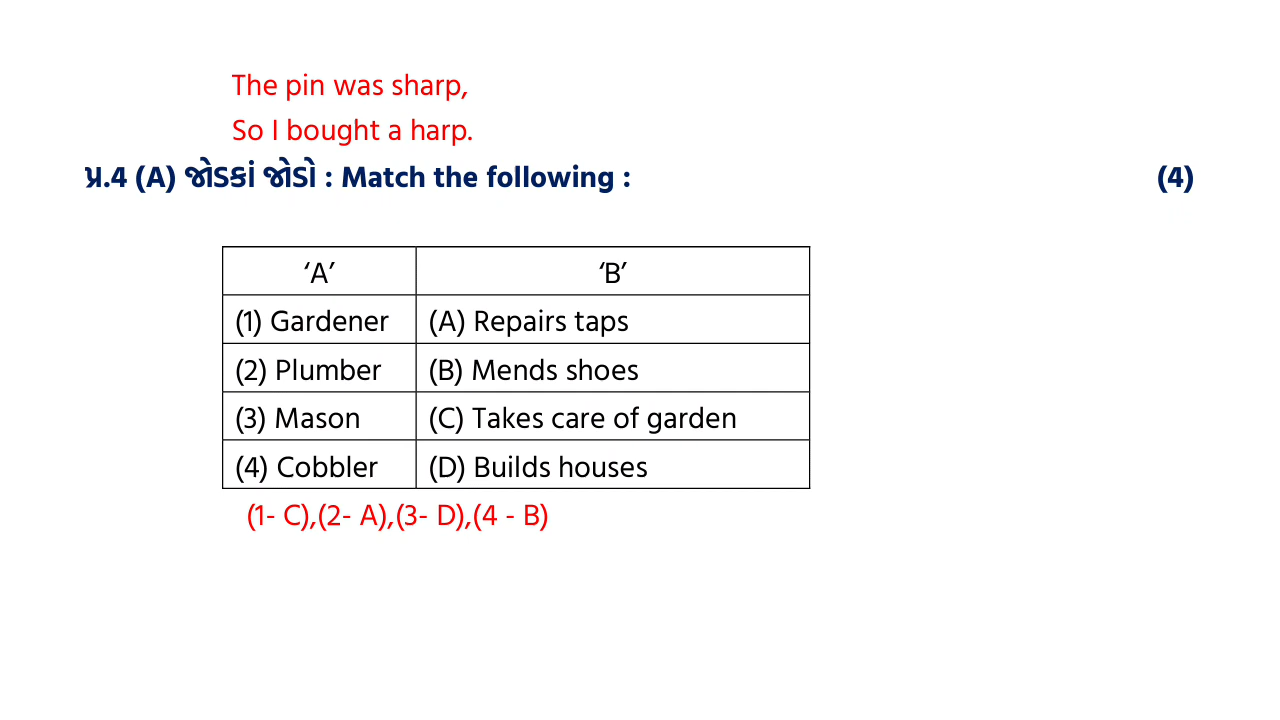 The pin was sharp,
So I bought a harp.
પ્ર.4 (A) જોડકાં જોડો : Match the following : (4)
‘A’ ‘B’
(1) Gardener (A) Repairs taps
(2) Plumber (B) Mends shoes
(3) Mason (C) Takes care of garden
(4) Cobbler (D) Builds houses
(1- C),(2- A),(3- D),(4 - B)